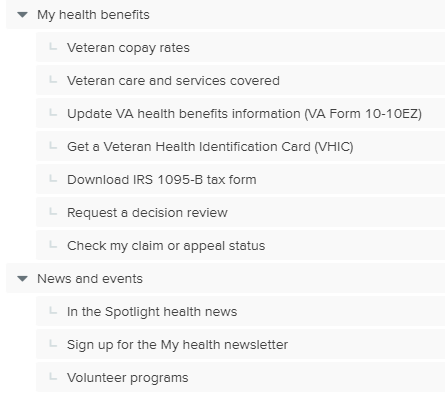 My health benefits
Veteran copay rates
Veteran care and services covered
Update VA health benefits information (VA Form 10-10EZ)
Get a Veteran Health Identification Card (VHIC)
Download IRS 1095-B tax form
Request a decision review
Check my claim or appeal status
News and events
In the Spotlight health news
Sign up for the My health newsletter
Volunteer programs